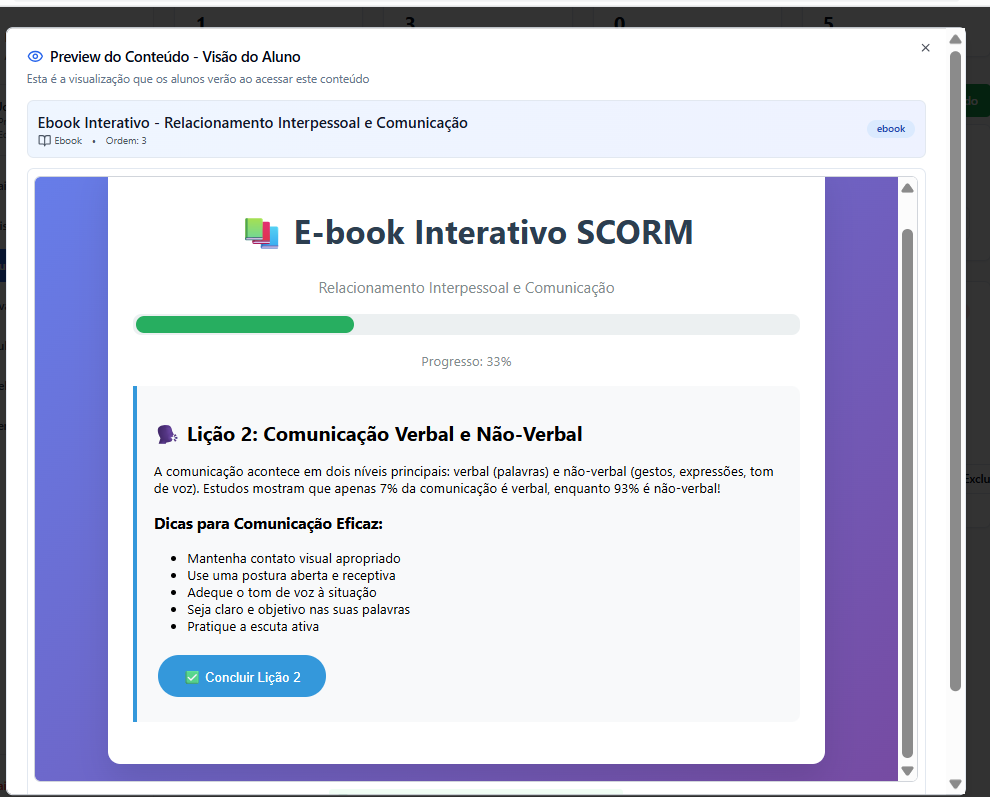 1 3 0 5
Preview do Conteúdo - Visão do Aluno
Esta é a visualização que os alunos verão ao acessar este conteúdo
Ebook Interativo - Relacionamento Interpessoal e Comunicação
Ebook • Ordem: 3
ebook
E-book Interativo SCORM
Relacionamento Interpessoal e Comunicação
Progresso: 33%
Lição 2: Comunicação Verbal e Não-Verbal
A comunicação acontece em dois níveis principais: verbal (palavras) e não-verbal (gestos, expressões, tom
de voz). Estudos mostram que apenas 7% da comunicação é verbal, enquanto 93% é não-verbal!
Dicas para Comunicação Eficaz:
• Mantenha contato visual apropriado
• Use uma postura aberta e receptiva
• Adeque o tom de voz à situação
• Seja claro e objetivo nas suas palavras
• Pratique a escuta ativa
✅ Concluir Lição 2